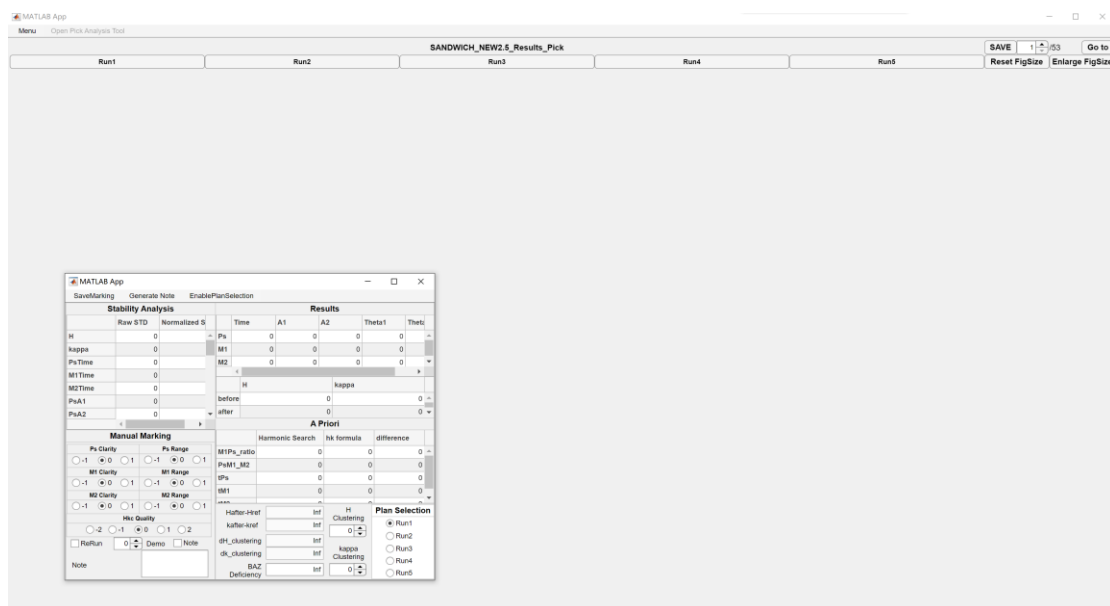 MATLAB App
Menu Open Pick Analysis Tool
SANDWICH_NEW2.5_Results_Pick SAVE 1 /53 Go to
Run1 Run2 Run3 Run4 Run5 Reset FigSize Enlarge FigSize
MATLAB App
SaveMarking Generate Note EnablePlanSelection
Stability Analysis
Raw STD Normalized S
H 0
kappa 0
PsTime 0
M1Time 0
M2Time 0
PsA1 0
PsA2 0
Results
Time A1 A2 Theta1 Theta
Ps 0 0 0 0
M1 0 0 0 0
M2 0 0 0 0
H kappa
before 0 0
after 0 0
A Priori
Harmonic Search hk formula difference
M1Ps_ratio 0 0 0
PsM1_M2 0 0 0
tPs 0 0 0
tM1 0 0 0
Manual Marking
Ps Clarity Ps Range
-1 0 1 -1 0 1
M1 Clarity M1 Range
-1 0 1 -1 0 1
M2 Clarity M2 Range
-1 0 1 -1 0 1
Hkc Quality
-2 -1 0 1 2
ReRun 0 Demo Note
Note
Hafter-Href Inf
kafter-kref Inf
dH_clustering Inf
dk_clustering Inf
BAZ Deficiency Inf
H Clustering
0
kappa Clustering
0
Plan Selection
Run1
Run2
Run3
Run4
Run5